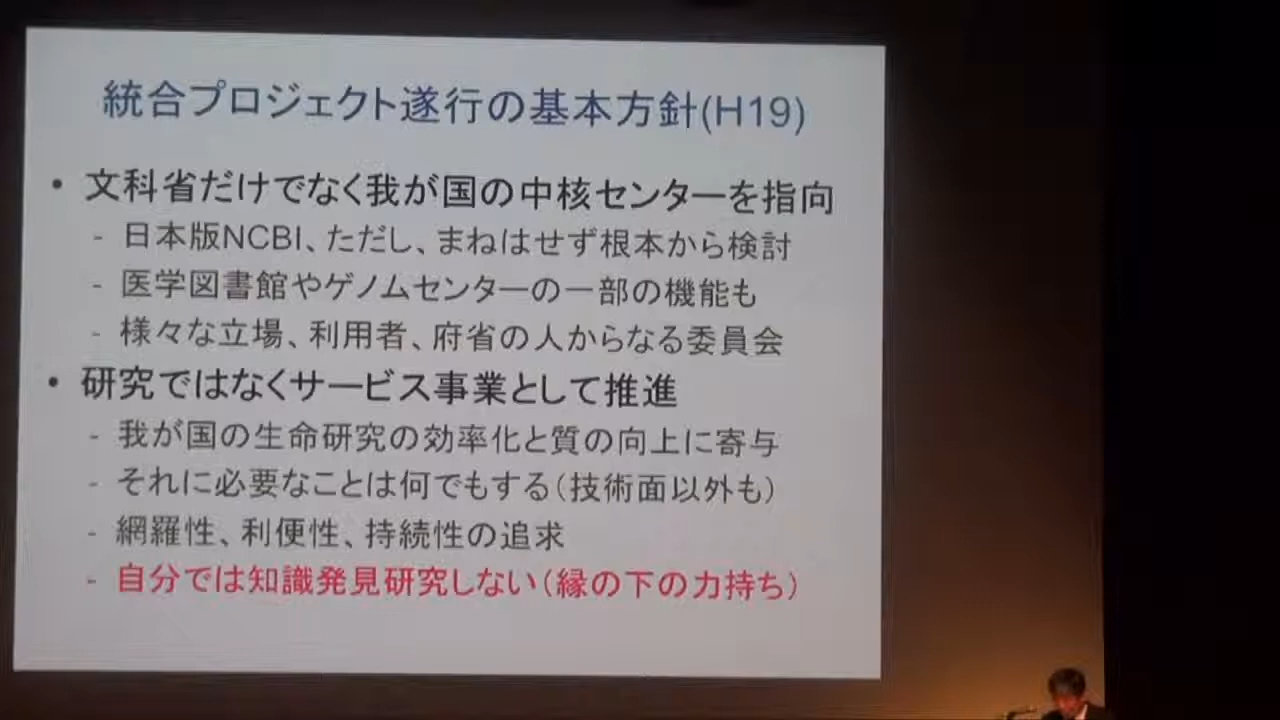 統合プロジェクト遂行の基本方針(H19)
• 文科省だけでなく我が国の中核センターを指向
- 日本版NCBI、ただし、まねはせず根本から検討
- 医学図書館やゲノムセンターの一部の機能も
- 様々な立場、利用者、府省の人からなる委員会
• 研究ではなくサービス事業として推進
- 我が国の生命研究の効率化と質の向上に寄与
- それに必要なことは何でもする(技術面以外も)
- 網羅性、利便性、持続性の追求
- 自分では知識発見研究しない(縁の下の力持ち)